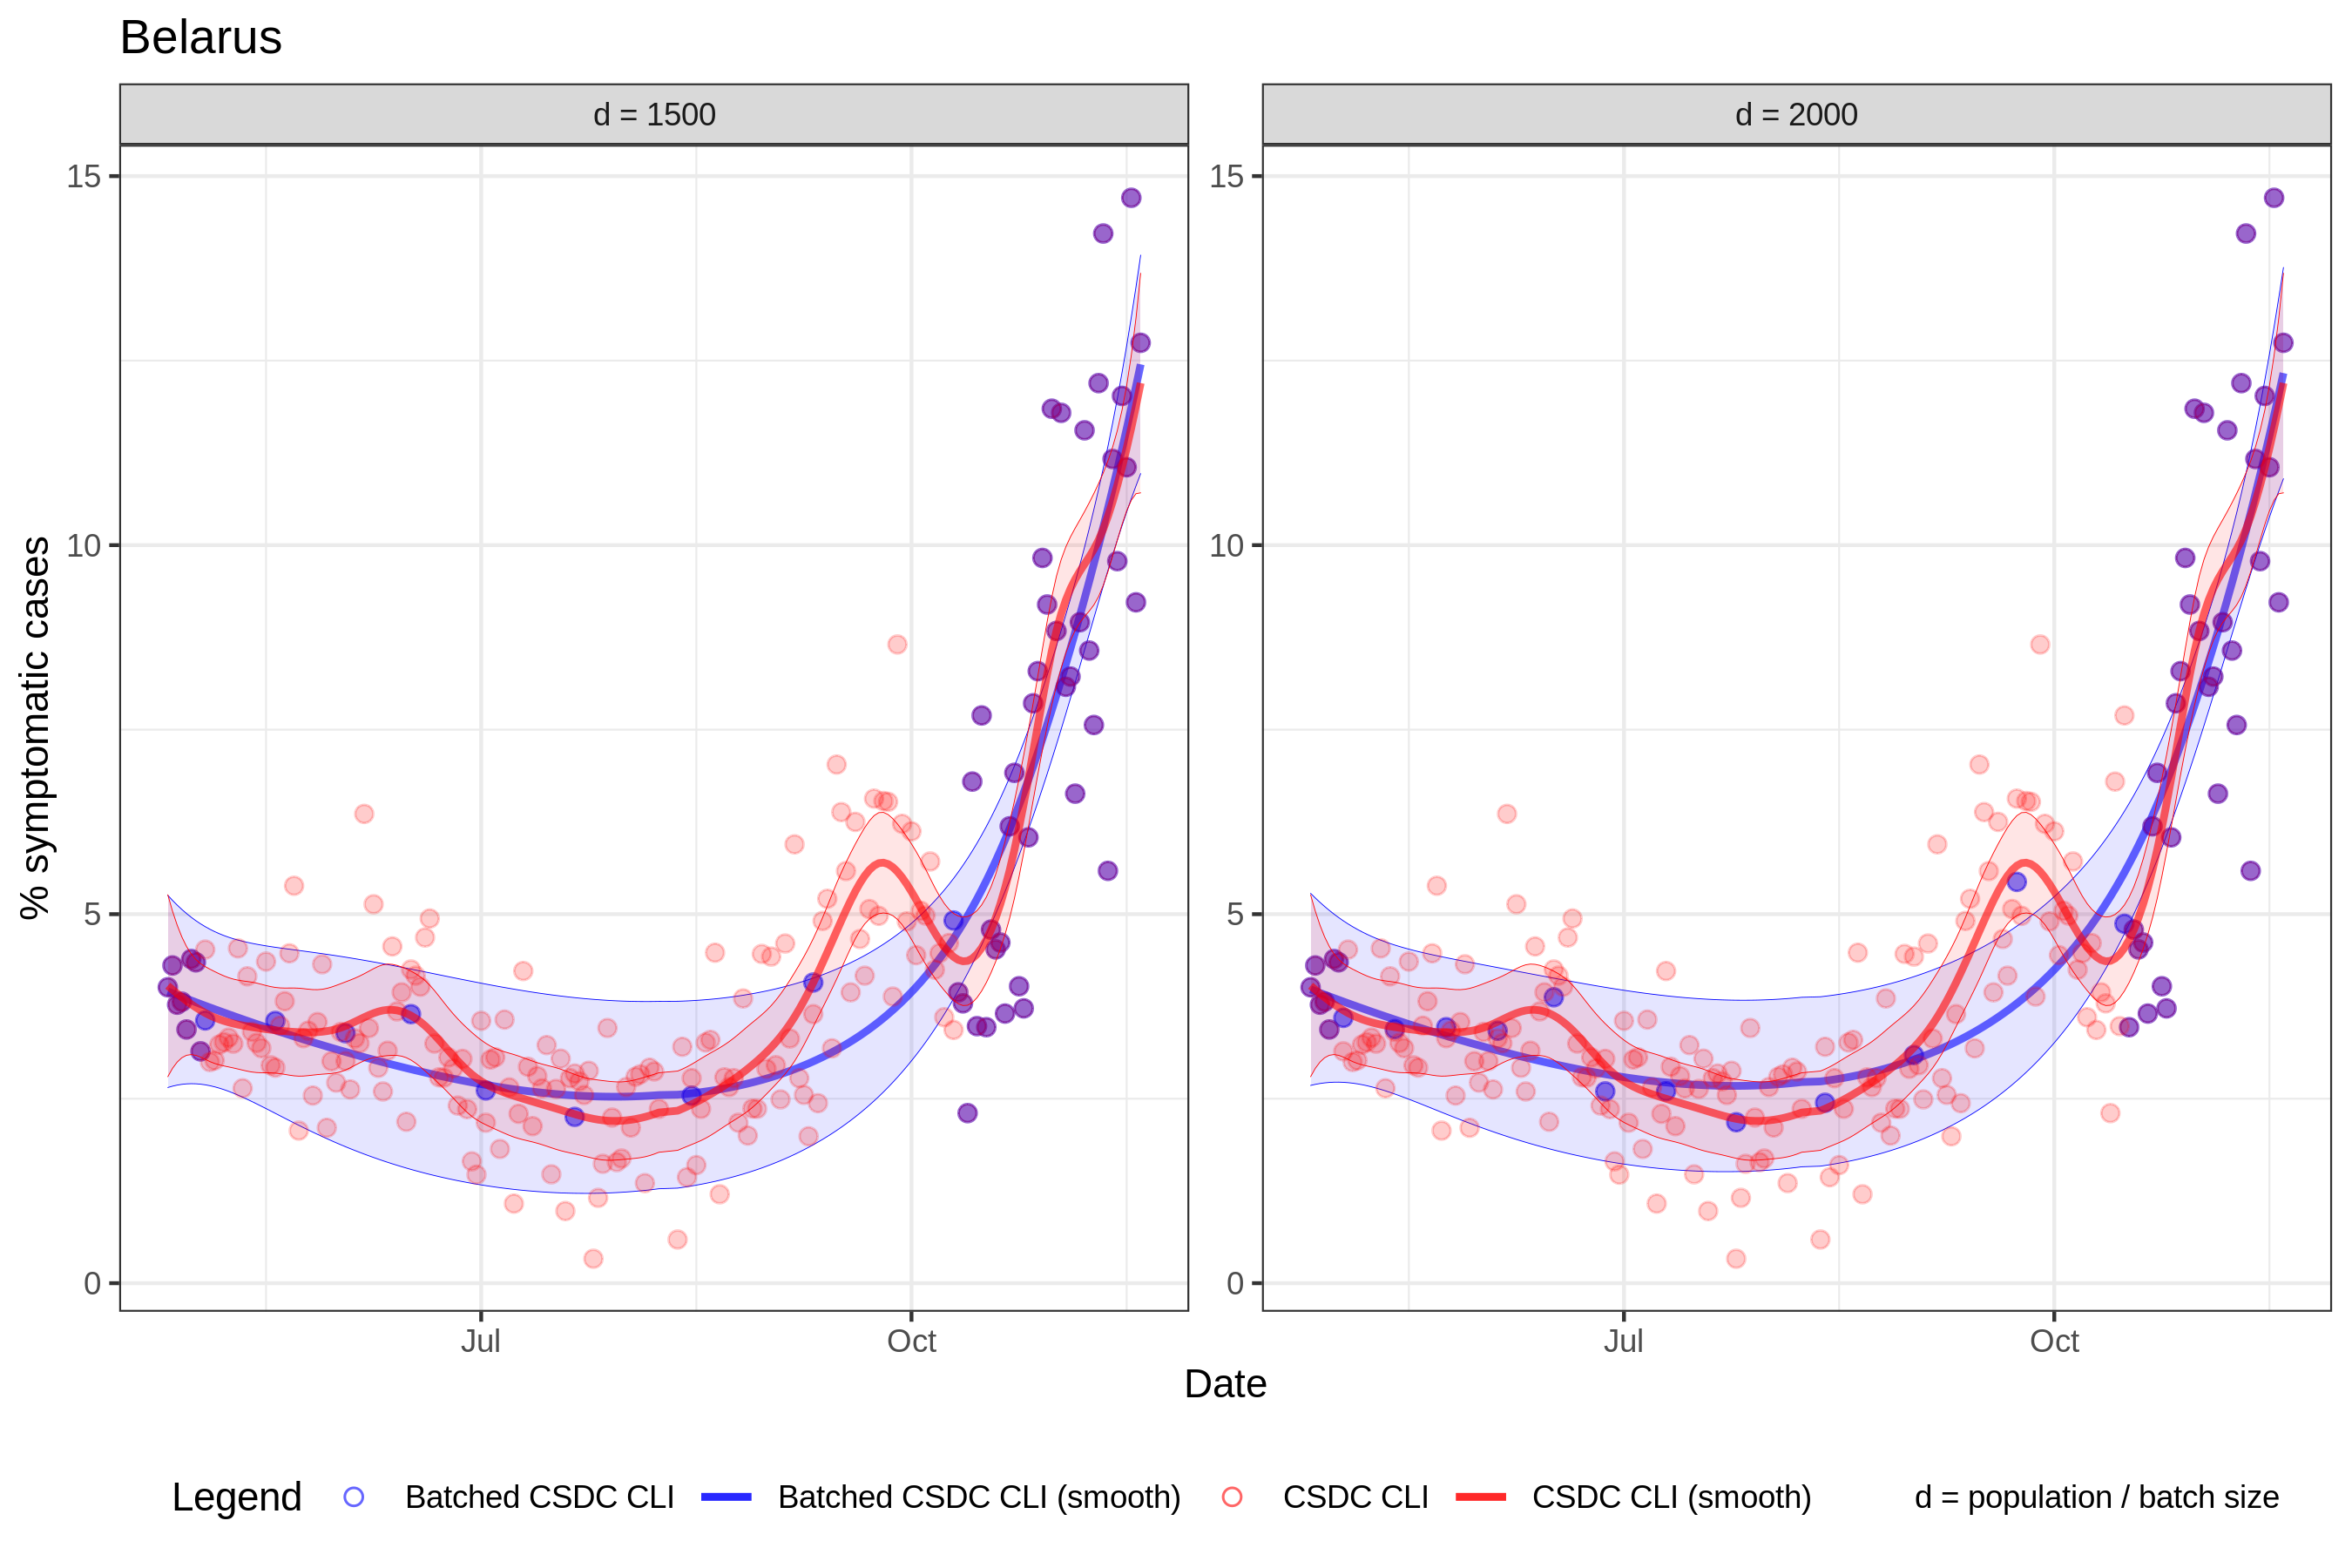 Belarus
d = 1500
d = 2000
% symptomatic cases
15
10
5
0
15
10
5
0
Jul
Oct
Jul
Oct
Date
Legend
Batched CSDC CLI
Batched CSDC CLI (smooth)
CSDC CLI
CSDC CLI (smooth)
d = population / batch size